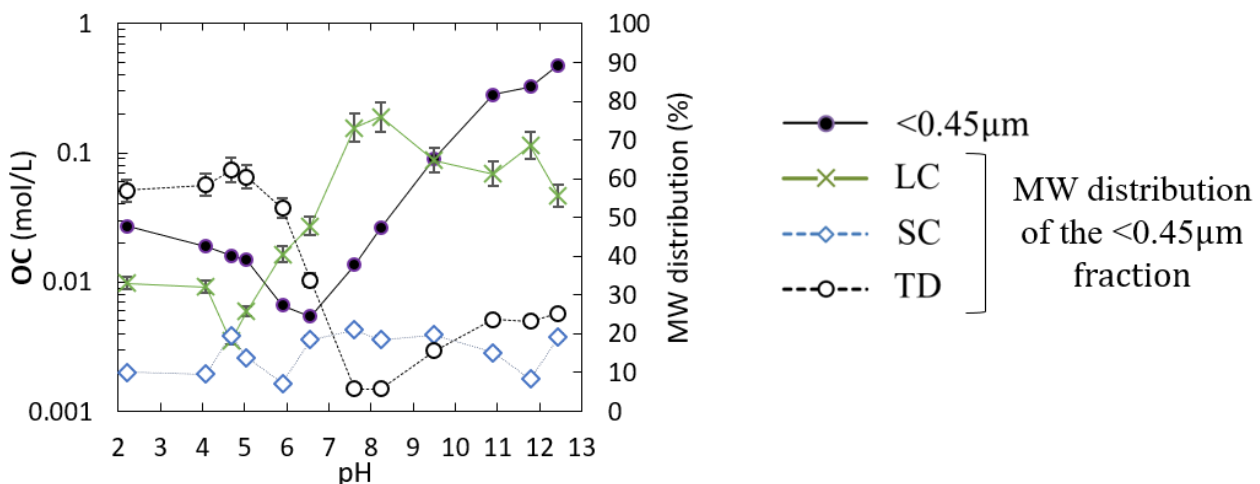 1
0.1
0.01
0.001
OC (mol/L)
2 3 4 5 6 7 8 9 10 11 12 13
pH
100
90
80
70
60
50
40
30
20
10
0
MW distribution (%)
<0.45µm
LC
SC
TD
MW distribution
of the <0.45µm
fraction